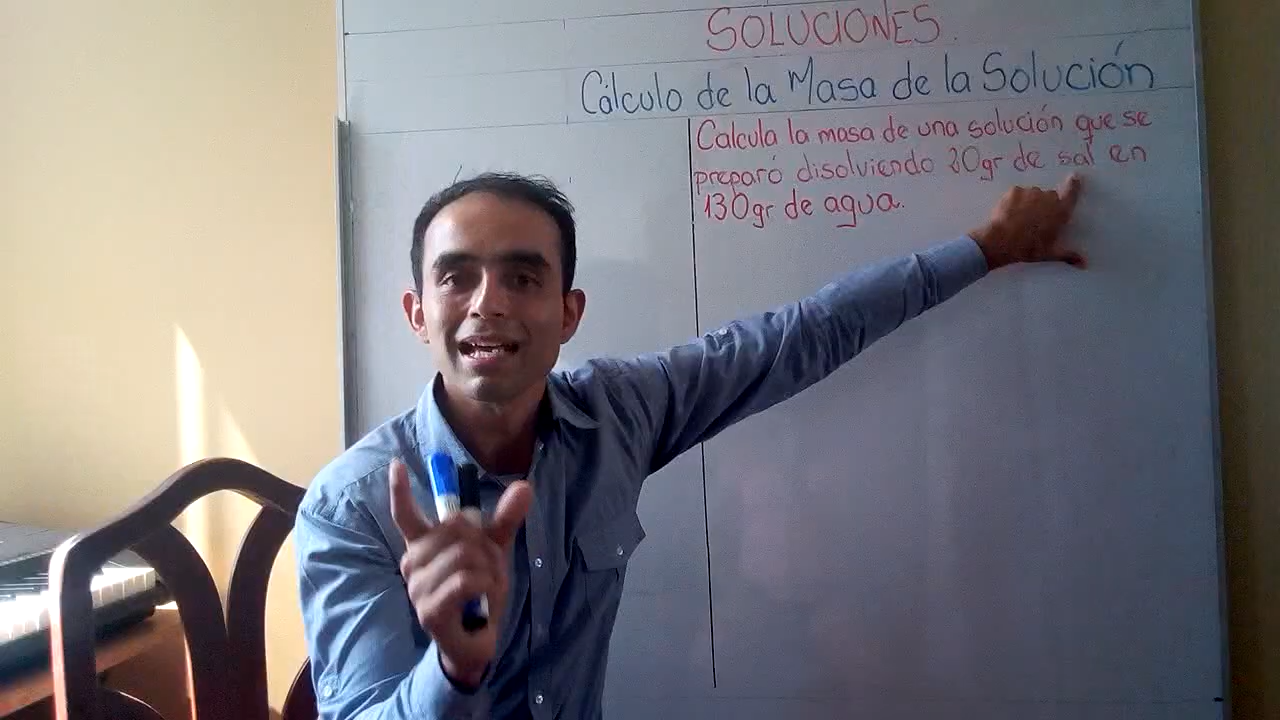 SOLUCIONES.
Cálculo de la Masa de la Solución
Calcula la masa de una solución que se
preparó disolviendo 20gr de sal en
130gr de agua.